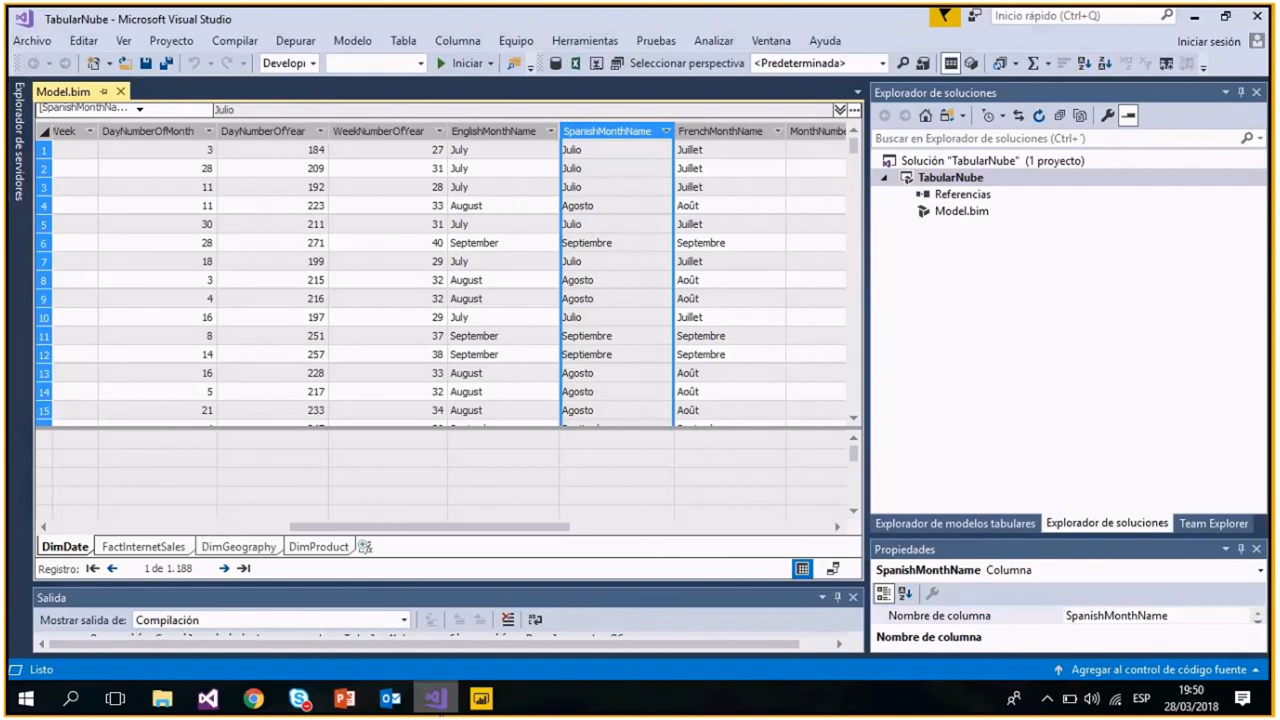 TabularNube - Microsoft Visual Studio
Inicio rápido (Ctrl+Q)
Archivo Editar Ver Proyecto Compilar Depurar Modelo Tabla Columna Equipo Herramientas Pruebas Analizar Ventana Ayuda
Iniciar sesión
Developi Iniciar Seleccionar perspectiva <Predeterminada>
Explorador de servidores
Model.bim
[SpanishMonthNa... Julio
Week DayNumberOfMonth DayNumberOfYear WeekNumberOfYear EnglishMonthName SpanishMonthName FrenchMonthName MonthNumbe
1 3 184 27 July Julio Juillet
2 28 209 31 July Julio Juillet
3 11 192 28 July Julio Juillet
4 11 223 33 August Agosto Août
5 30 211 31 July Julio Juillet
6 28 271 40 September Septiembre Septembre
7 18 199 29 July Julio Juillet
8 3 215 32 August Agosto Août
9 4 216 32 August Agosto Août
10 16 197 29 July Julio Juillet
11 8 251 37 September Septiembre Septembre
12 14 257 38 September Septiembre Septembre
13 16 228 33 August Agosto Août
14 5 217 32 August Agosto Août
15 21 233 34 August Agosto Août
DimDate FactInternetSales DimGeography DimProduct
Registro: 1 de 1.188
Salida
Mostrar salida de: Compilación
Explorador de soluciones
Buscar en Explorador de soluciones (Ctrl+´)
Solución "TabularNube" (1 proyecto)
TabularNube
Referencias
Model.bim
Explorador de modelos tabulares Explorador de soluciones Team Explorer
Propiedades
SpanishMonthName Columna
Nombre de columna SpanishMonthName
Nombre de columna
Listo
Agregar al control de código fuente
ESP
19:50
28/03/2018